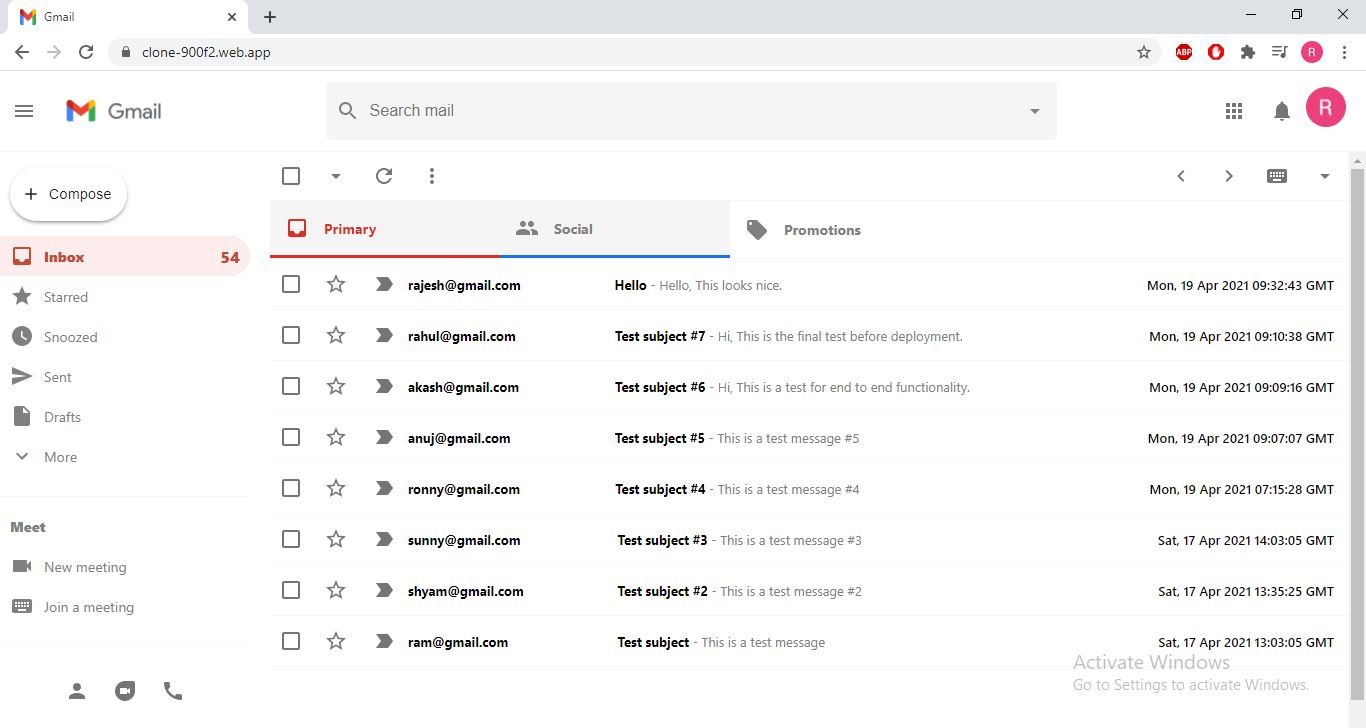 Gmail
clone-900f2.web.app
ABP
R
Gmail
Search mail
R
Compose
Primary
Social
Promotions
Inbox 54
Starred
Snoozed
Sent
Drafts
More
Meet
New meeting
Join a meeting
rajesh@gmail.com Hello - Hello, This looks nice. Mon, 19 Apr 2021 09:32:43 GMT
rahul@gmail.com Test subject #7 - Hi, This is the final test before deployment. Mon, 19 Apr 2021 09:10:38 GMT
akash@gmail.com Test subject #6 - Hi, This is a test for end to end functionality. Mon, 19 Apr 2021 09:09:16 GMT
anuj@gmail.com Test subject #5 - This is a test message #5 Mon, 19 Apr 2021 09:07:07 GMT
ronny@gmail.com Test subject #4 - This is a test message #4 Mon, 19 Apr 2021 07:15:28 GMT
sunny@gmail.com Test subject #3 - This is a test message #3 Sat, 17 Apr 2021 14:03:05 GMT
shyam@gmail.com Test subject #2 - This is a test message #2 Sat, 17 Apr 2021 13:35:25 GMT
ram@gmail.com Test subject - This is a test message Sat, 17 Apr 2021 13:03:05 GMT
Activate Windows
Go to Settings to activate Windows.